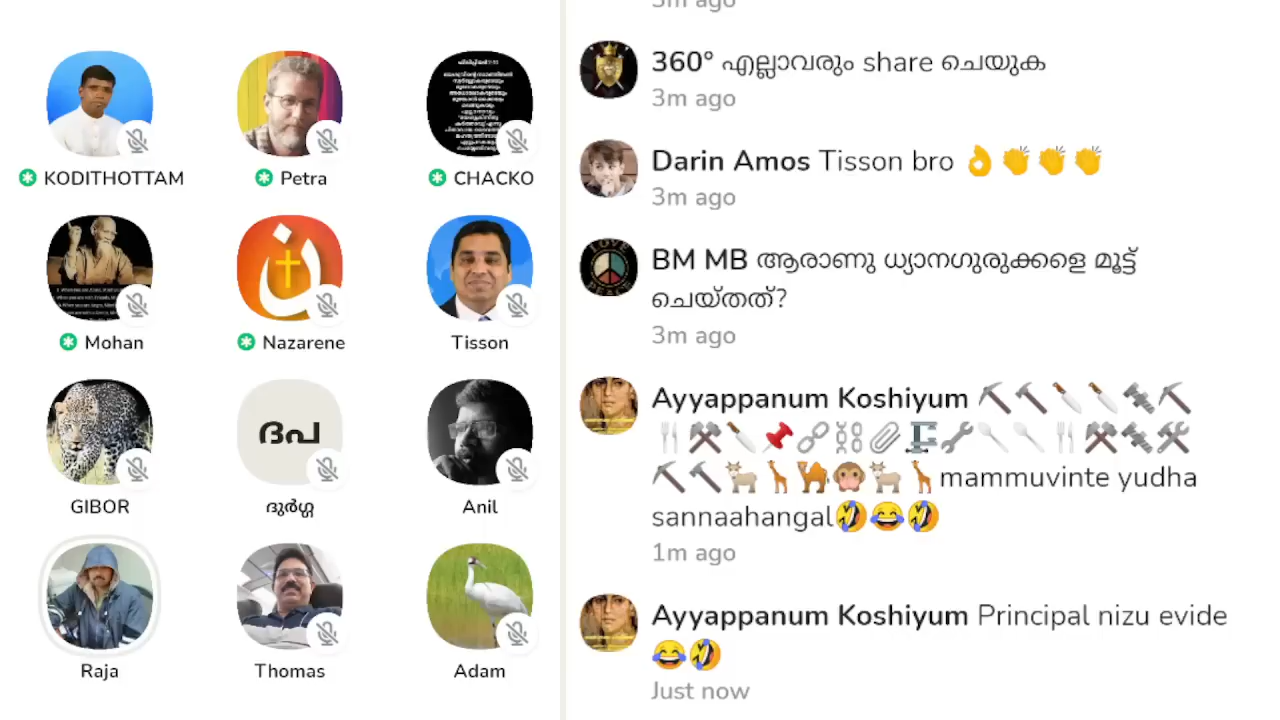 KODITHOTTAM
Petra
CHACKO
Mohan
Nazarene
Tisson
GIBOR
ദപ
ദുർഗ്ഗ
Anil
Raja
Thomas
Adam
3m ago
360° എല്ലാവരും share ചെയുക
3m ago
Darin Amos Tisson bro 👌👏👏👏
3m ago
BM MB ആരാണു ധ്യാനഗുരുക്കളെ മൂട്ട്
ചെയ്തത്?
3m ago
Ayyappanum Koshiyum ⛏️🔨🔪🔪🔩⛏️
🍴⚒️🔪📌🔗⛓️📎🗜️🔧🥄🥄🍴⚒️🔩🛠️
⛏️🔨🐐🦒🐫🐵🐐🦒mammuvinte yudha
sannaahangal🤣😂🤣
1m ago
Ayyappanum Koshiyum Principal nizu evide
😂🤣
Just now